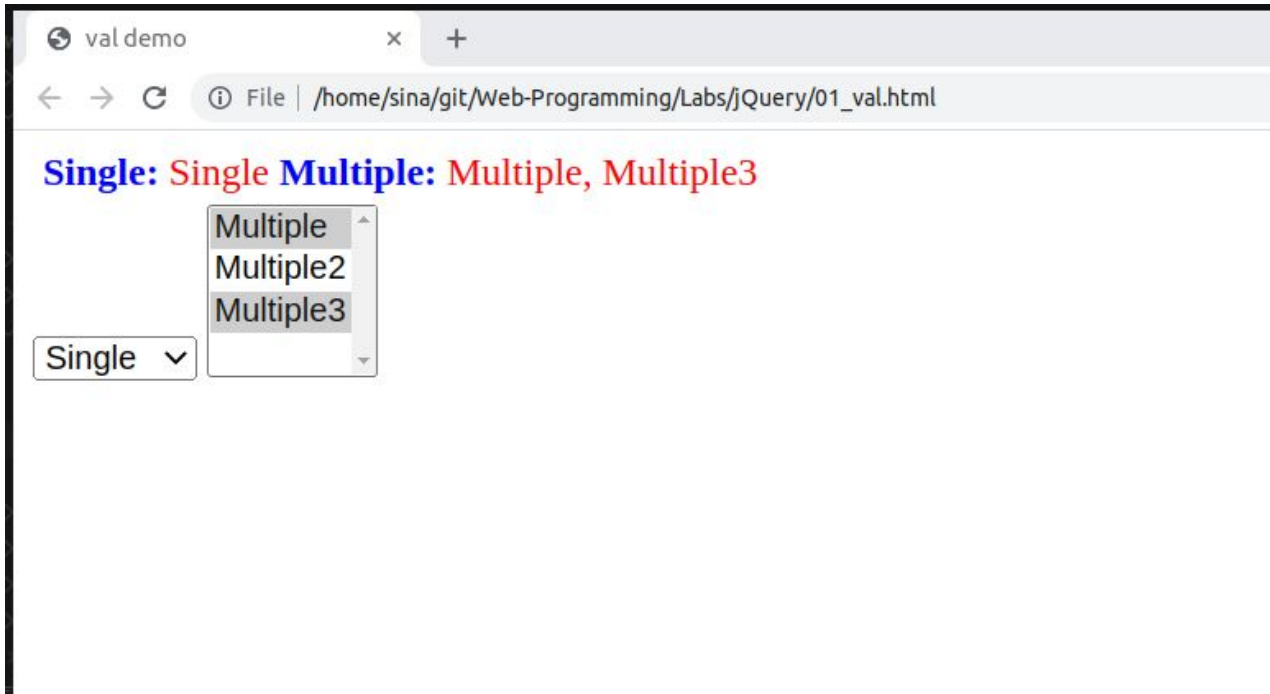 val demo
File | /home/sina/git/Web-Programming/Labs/jQuery/01_val.html
Single: Single Multiple: Multiple, Multiple3
Multiple
Multiple2
Multiple3
Single